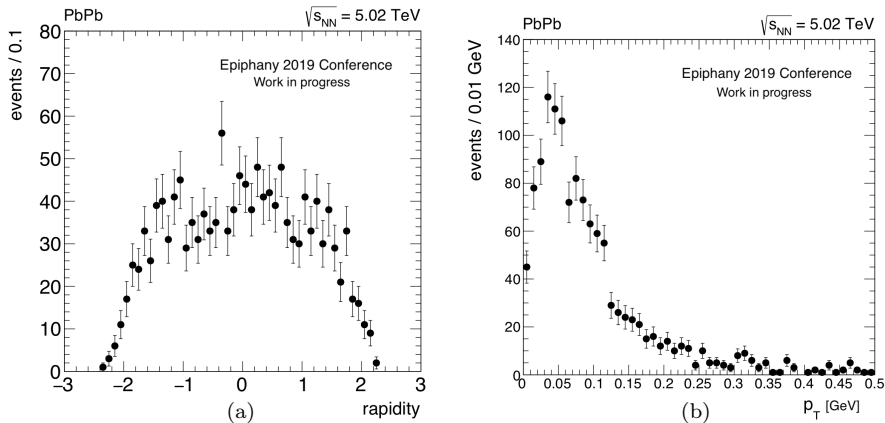 PbPb √s_NN = 5.02 TeV
events / 0.1
80
70
60
50
40
30
20
10
0
Epiphany 2019 Conference
Work in progress
−3 −2 −1 0 1 2 3
rapidity
(a)
PbPb √s_NN = 5.02 TeV
events / 0.01 GeV
140
120
100
80
60
40
20
0
Epiphany 2019 Conference
Work in progress
0 0.05 0.1 0.15 0.2 0.25 0.3 0.35 0.4 0.45 0.5
p_T [GeV]
(b)